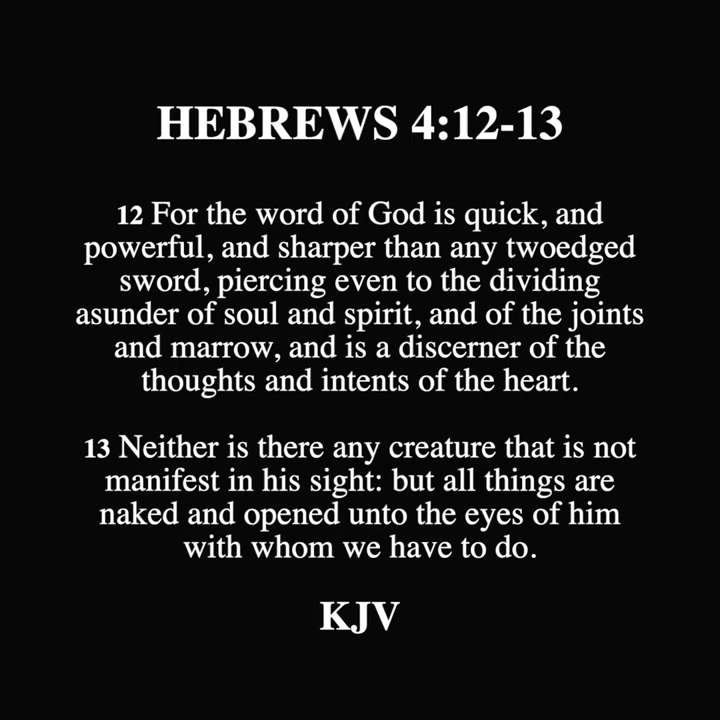 HEBREWS 4:12-13
12 For the word of God is quick, and
powerful, and sharper than any twoedged
sword, piercing even to the dividing
asunder of soul and spirit, and of the joints
and marrow, and is a discerner of the
thoughts and intents of the heart.
13 Neither is there any creature that is not
manifest in his sight: but all things are
naked and opened unto the eyes of him
with whom we have to do.
KJV